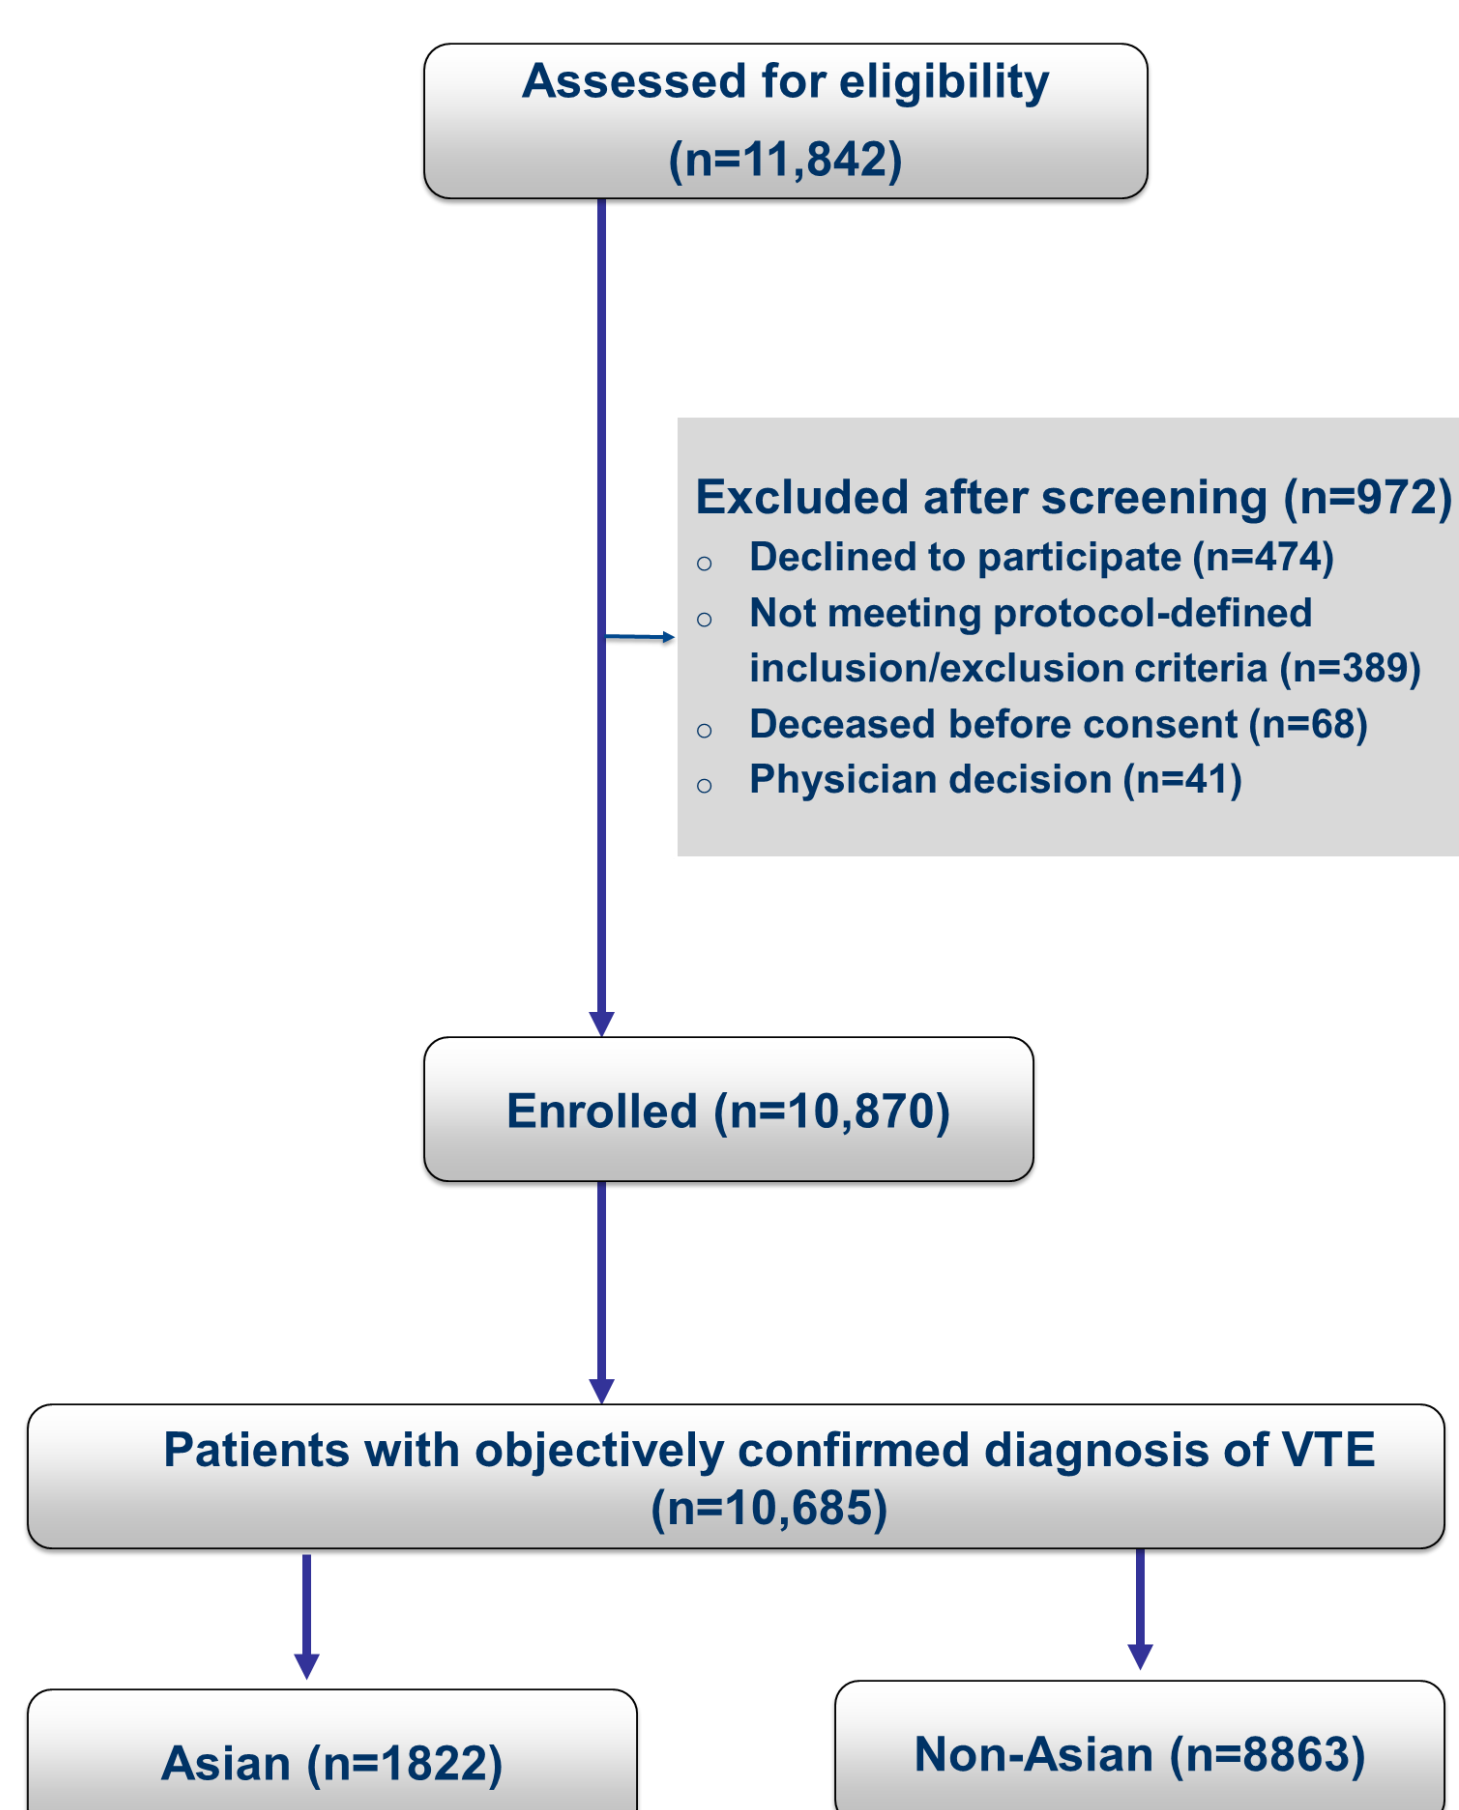 Assessed for eligibility
(n=11,842)
Excluded after screening (n=972)
○ Declined to participate (n=474)
○ Not meeting protocol-defined
inclusion/exclusion criteria (n=389)
○ Deceased before consent (n=68)
○ Physician decision (n=41)
Enrolled (n=10,870)
Patients with objectively confirmed diagnosis of VTE
(n=10,685)
Asian (n=1822)
Non-Asian (n=8863)